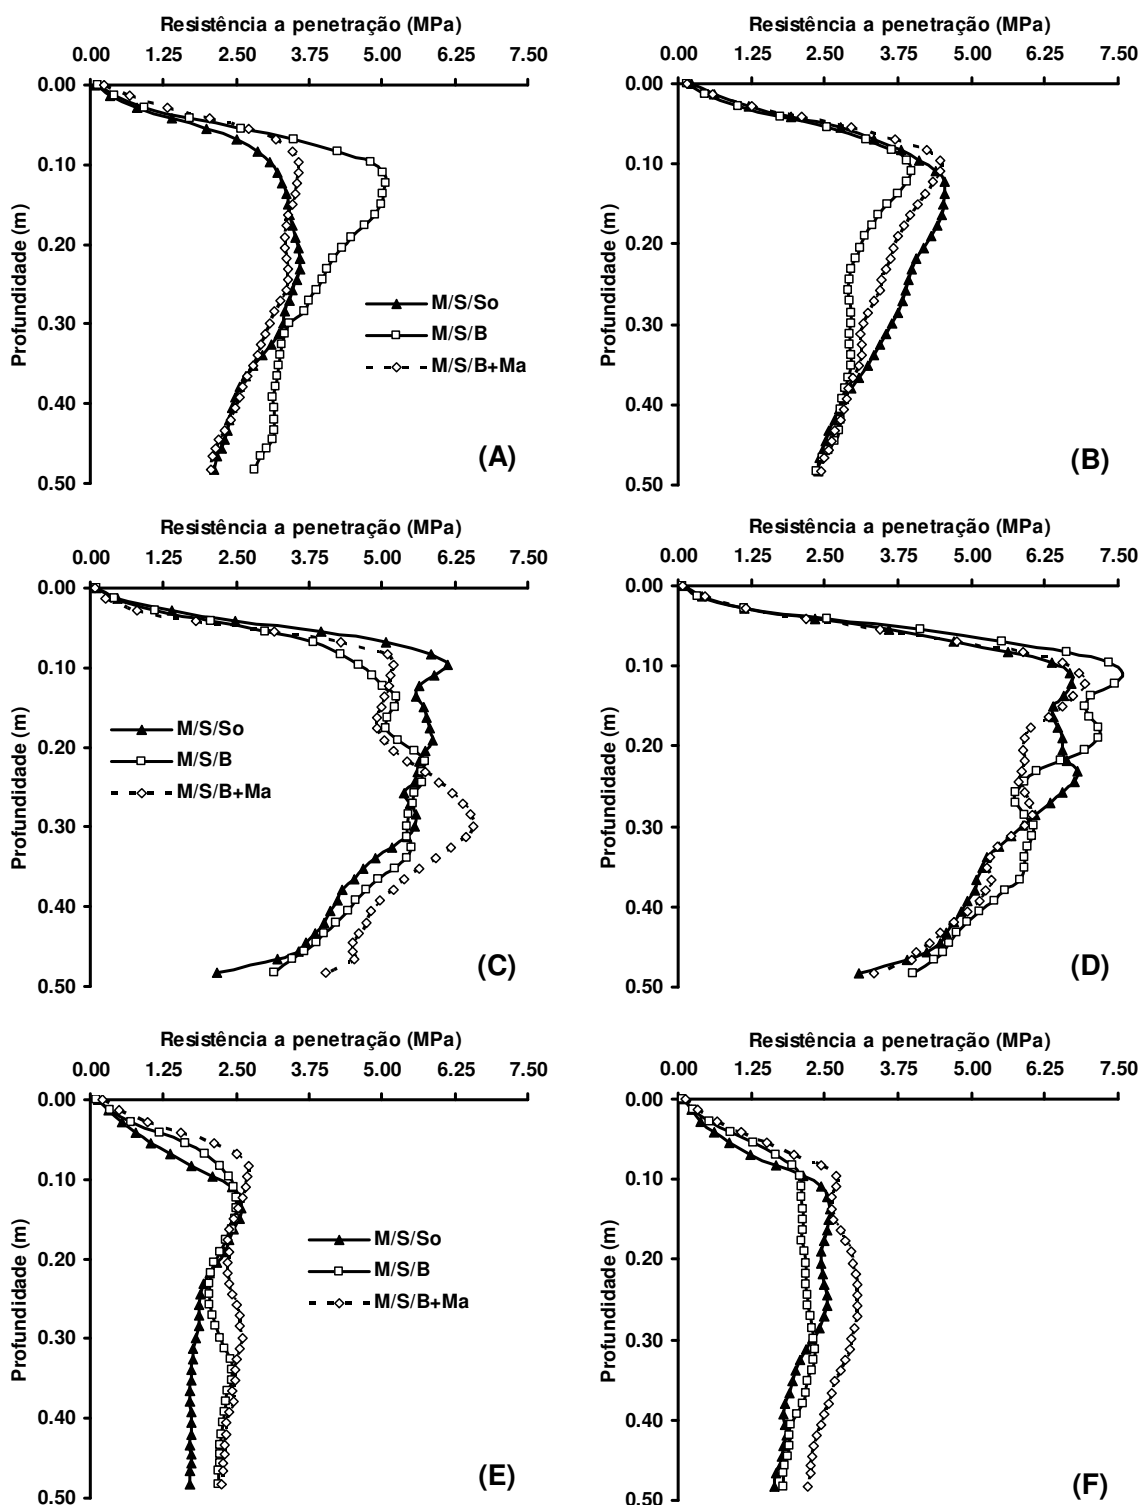 Resistência a penetração (MPa)
0.00 1.25 2.50 3.75 5.00 6.25 7.50
Profundidade (m)
0.00
0.10
0.20
0.30
0.40
0.50
M/S/So
M/S/B
M/S/B+Ma
(A)
Resistência a penetração (MPa)
0.00 1.25 2.50 3.75 5.00 6.25 7.50
Profundidade (m)
0.00
0.10
0.20
0.30
0.40
0.50
(B)
Resistência a penetração (MPa)
0.00 1.25 2.50 3.75 5.00 6.25 7.50
Profundidade (m)
0.00
0.10
0.20
0.30
0.40
0.50
M/S/So
M/S/B
M/S/B+Ma
(C)
Resistência a penetração (MPa)
0.00 1.25 2.50 3.75 5.00 6.25 7.50
Profundidade (m)
0.00
0.10
0.20
0.30
0.40
0.50
(D)
Resistência a penetração (MPa)
0.00 1.25 2.50 3.75 5.00 6.25 7.50
Profundidade (m)
0.00
0.10
0.20
0.30
0.40
0.50
M/S/So
M/S/B
M/S/B+Ma
(E)
Resistência a penetração (MPa)
0.00 1.25 2.50 3.75 5.00 6.25 7.50
Profundidade (m)
0.00
0.10
0.20
0.30
0.40
0.50
(F)